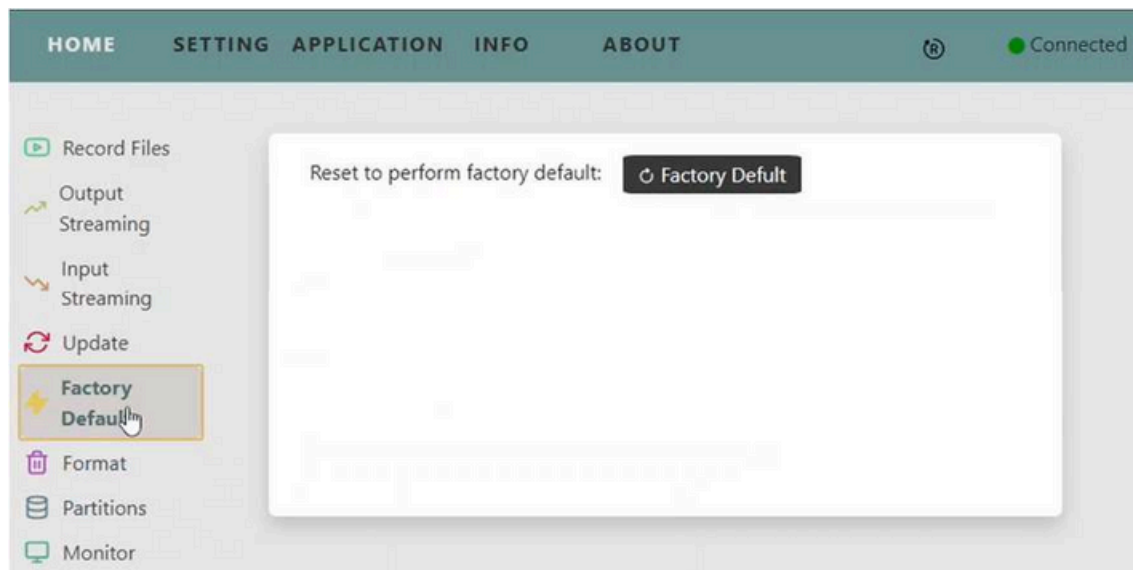 HOME SETTING APPLICATION INFO ABOUT ® Connected
Record Files
Output
Streaming
Input
Streaming
Update
Factory
Default
Format
Partitions
Monitor
Reset to perform factory default: Factory Defult